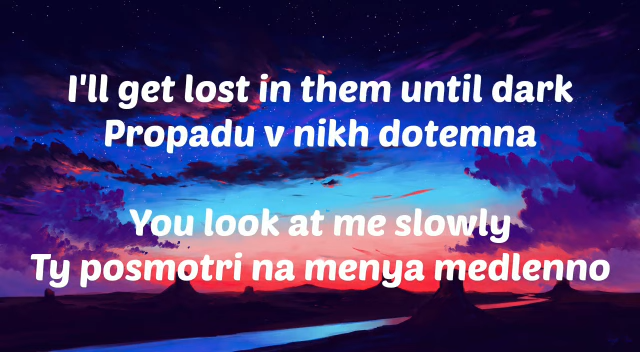 I'll get lost in them until dark
Propadu v nikh dotemna
You look at me slowly
Ty posmotri na menya medlenno